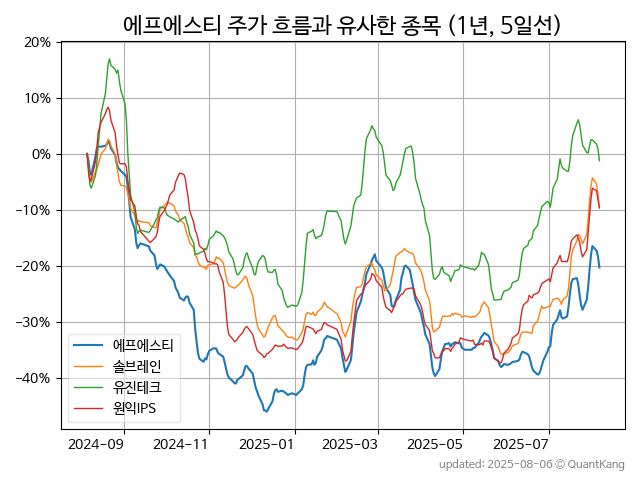 에프에스티 주가 흐름과 유사한 종목 (1년, 5일선)
20%
10%
0%
−10%
−20%
−30%
−40%
에프에스티
솔브레인
유진테크
원익IPS
2024-09
2024-11
2025-01
2025-03
2025-05
2025-07
updated: 2025-08-06 © QuantKang